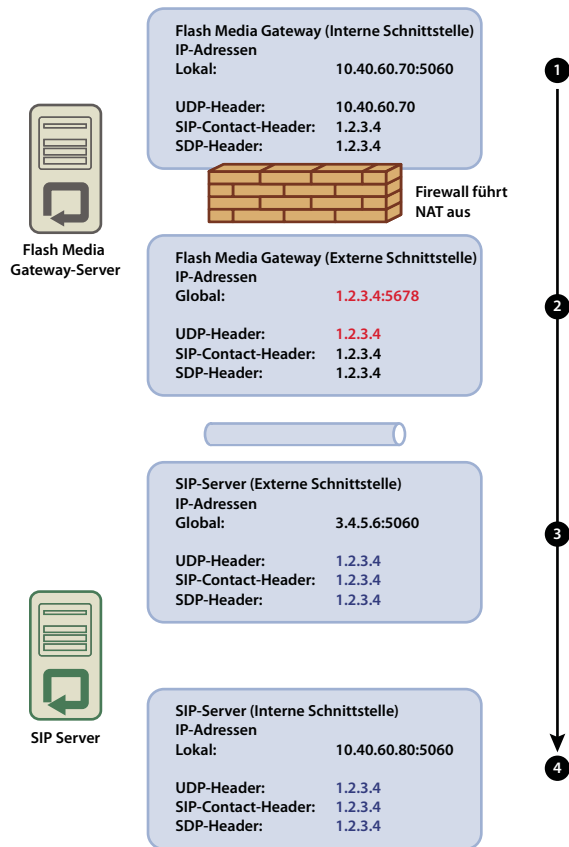 Flash Media Gateway (Interne Schnittstelle)
IP-Adressen
Lokal: 10.40.60.70:5060
UDP-Header: 10.40.60.70
SIP-Contact-Header: 1.2.3.4
SDP-Header: 1.2.3.4
1
Firewall führt
NAT aus
Flash Media
Gateway-Server
Flash Media Gateway (Externe Schnittstelle)
IP-Adressen
Global: 1.2.3.4:5678
UDP-Header: 1.2.3.4
SIP-Contact-Header: 1.2.3.4
SDP-Header: 1.2.3.4
2
SIP-Server (Externe Schnittstelle)
IP-Adressen
Global: 3.4.5.6:5060
UDP-Header: 1.2.3.4
SIP-Contact-Header: 1.2.3.4
SDP-Header: 1.2.3.4
3
SIP Server
SIP-Server (Interne Schnittstelle)
IP-Adressen
Lokal: 10.40.60.80:5060
UDP-Header: 1.2.3.4
SIP-Contact-Header: 1.2.3.4
SDP-Header: 1.2.3.4
4